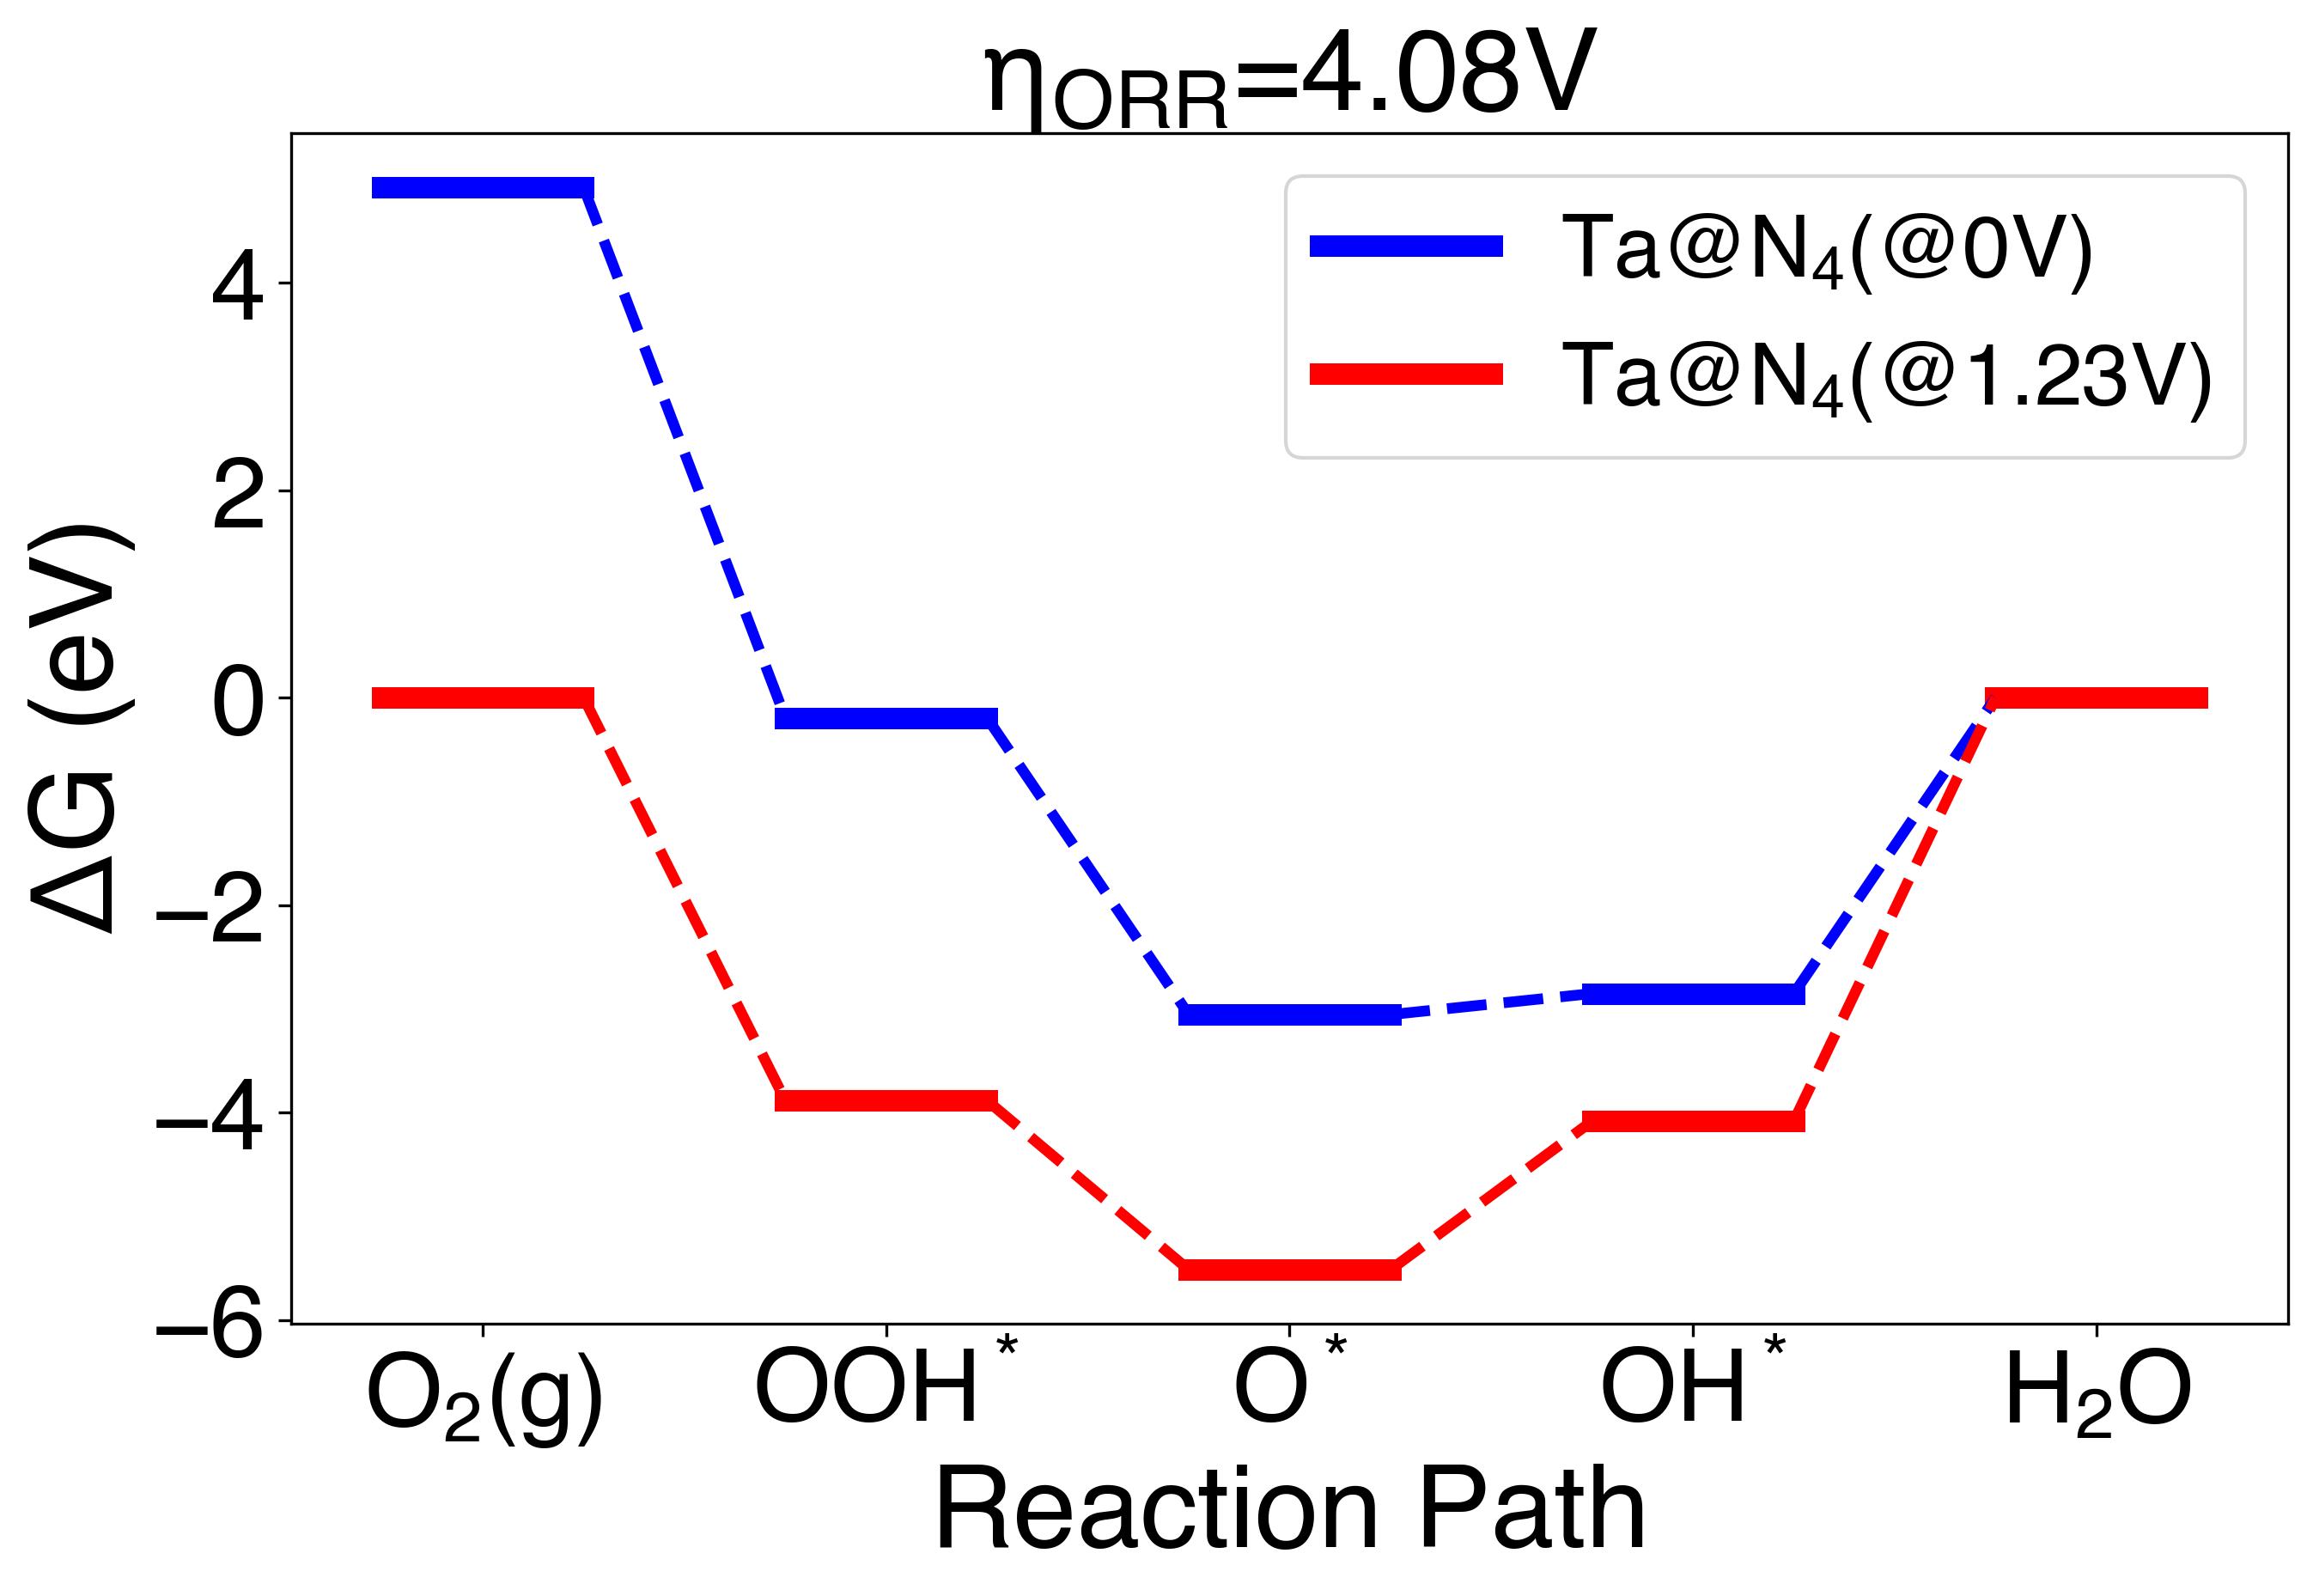 η_ORR=4.08V
Ta@N₄(@0V)
Ta@N₄(@1.23V)
ΔG (eV)
4
2
0
−2
−4
−6
O₂(g) OOH* O* OH* H₂O
Reaction Path